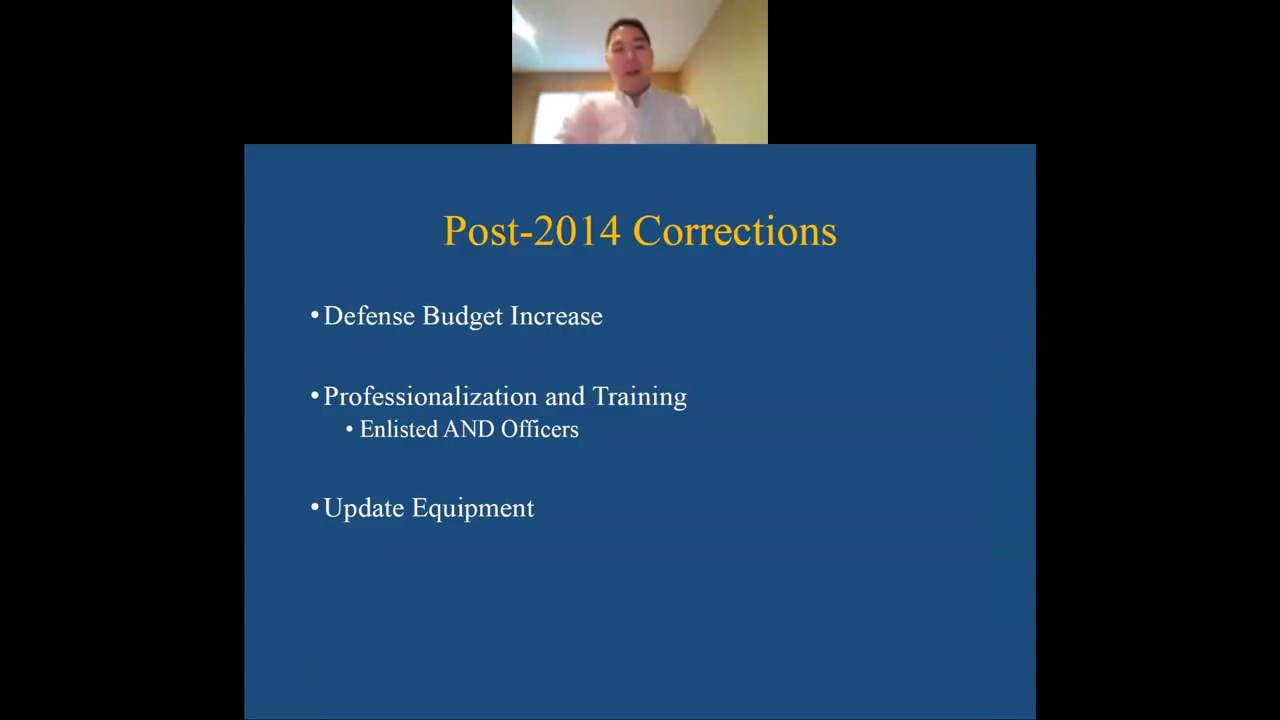 Post-2014 Corrections
•Defense Budget Increase
•Professionalization and Training
• Enlisted AND Officers
•Update Equipment